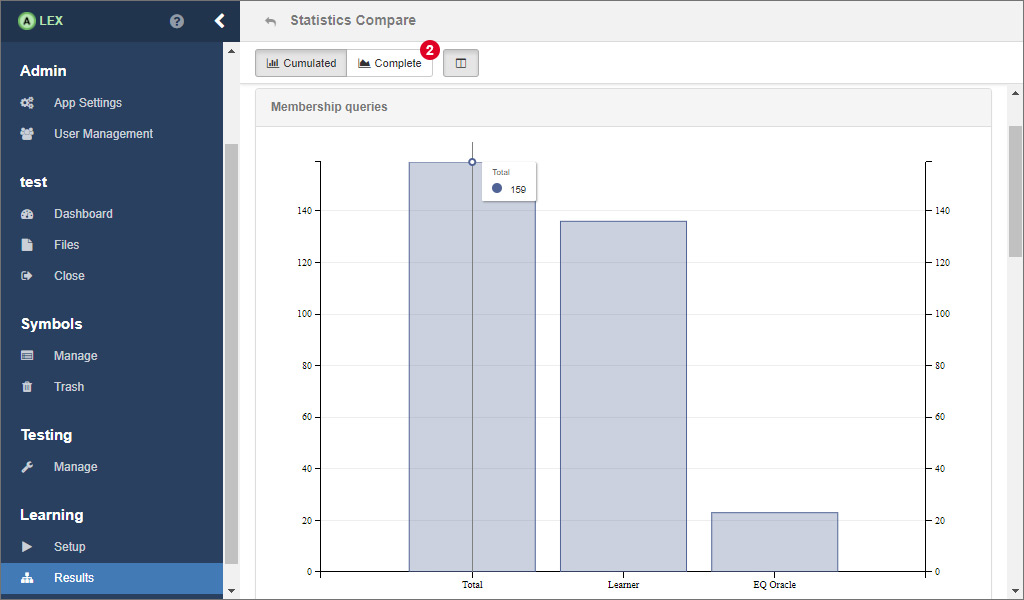 A LEX ?
Admin
App Settings
User Management
test
Dashboard
Files
Close
Symbols
Manage
Trash
Testing
Manage
Learning
Setup
Results
Statistics Compare
Cumulated Complete 2
Membership queries
Total
159
140 140
120 120
100 100
80 80
60 60
40 40
20 20
0 0
Total Learner EQ Oracle